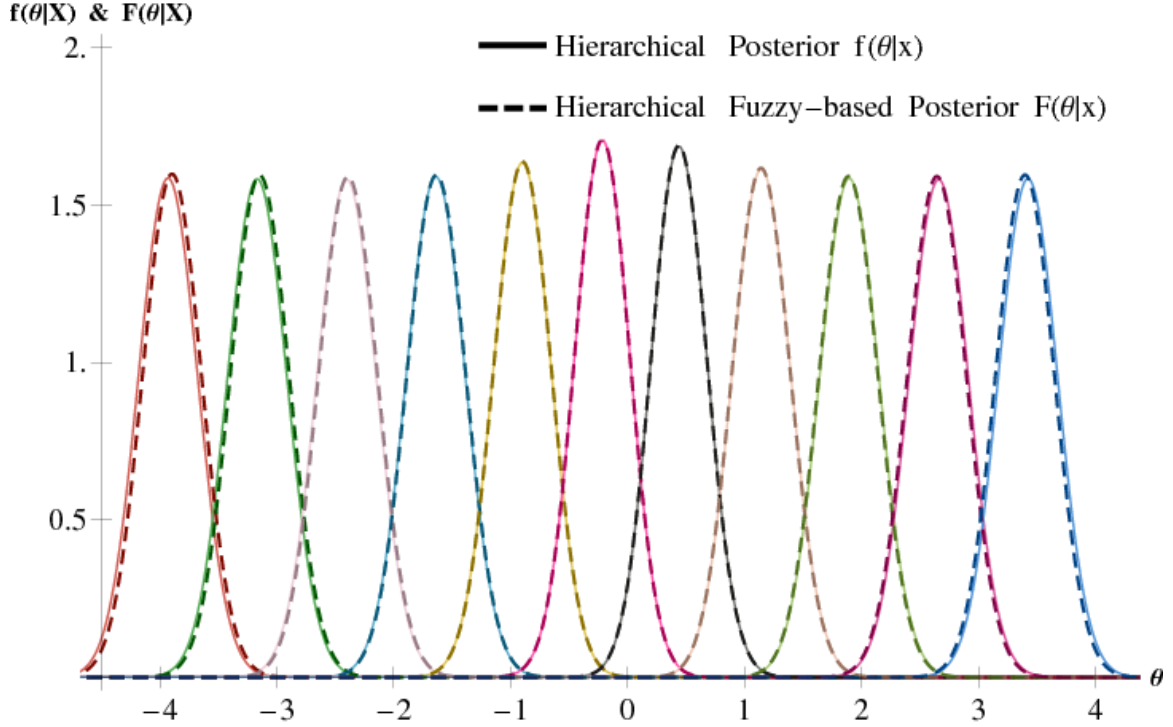 f(θ|X) & F(θ|X)
2.
Hierarchical Posterior f(θ|x)
Hierarchical Fuzzy−based Posterior F(θ|x)
1.5
1.
0.5
θ
−4 −3 −2 −1 0 1 2 3 4